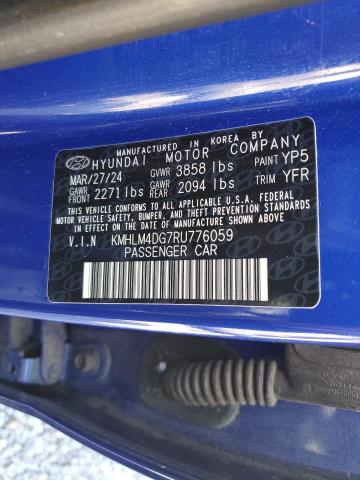 MANUFACTURED IN KOREA BY
HYUNDAI MOTOR COMPANY
MAR/27/24 GVWR 3858 lbs PAINT YP5
GAWR FRONT 2271 lbs GAWR REAR 2094 lbs TRIM YFR
THIS VEHICLE CONFORMS TO ALL APPLICABLE U.S.A. FEDERAL
MOTOR VEHICLE SAFETY, BUMPER, AND THEFT PREVENTION
STANDARDS IN EFFECT ON THE DATE OF MANUFACTURE SHOWN ABOVE.
V.I.N KMHLM4DG7RU776059
PASSENGER CAR